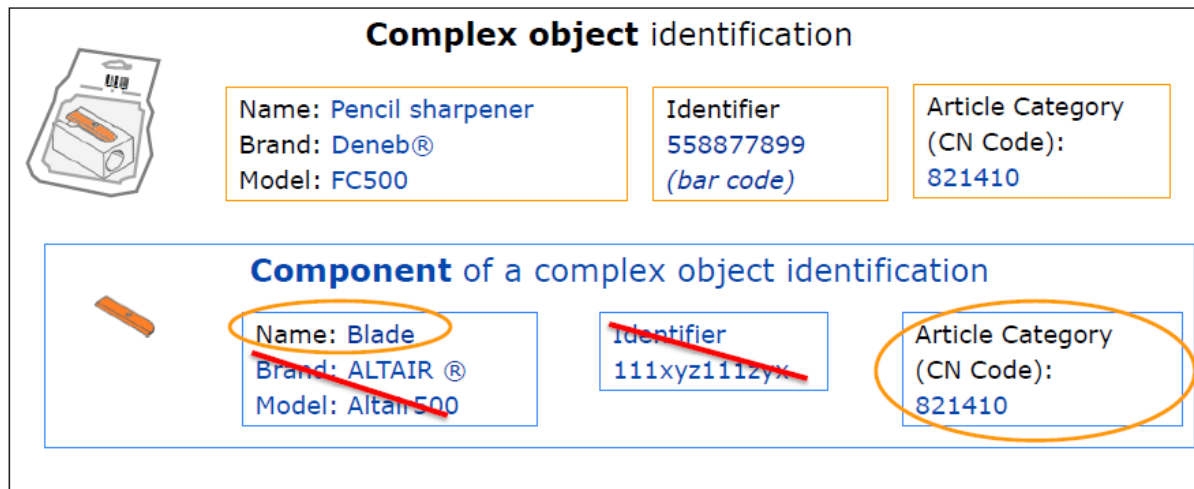 Complex object identification
Name: Pencil sharpener
Brand: Deneb®
Model: FC500
Identifier
558877899
(bar code)
Article Category
(CN Code):
821410
Component of a complex object identification
Name: Blade
Brand: ALTAIR ®
Model: Altair500
Identifier
111xyz111zyx
Article Category
(CN Code):
821410